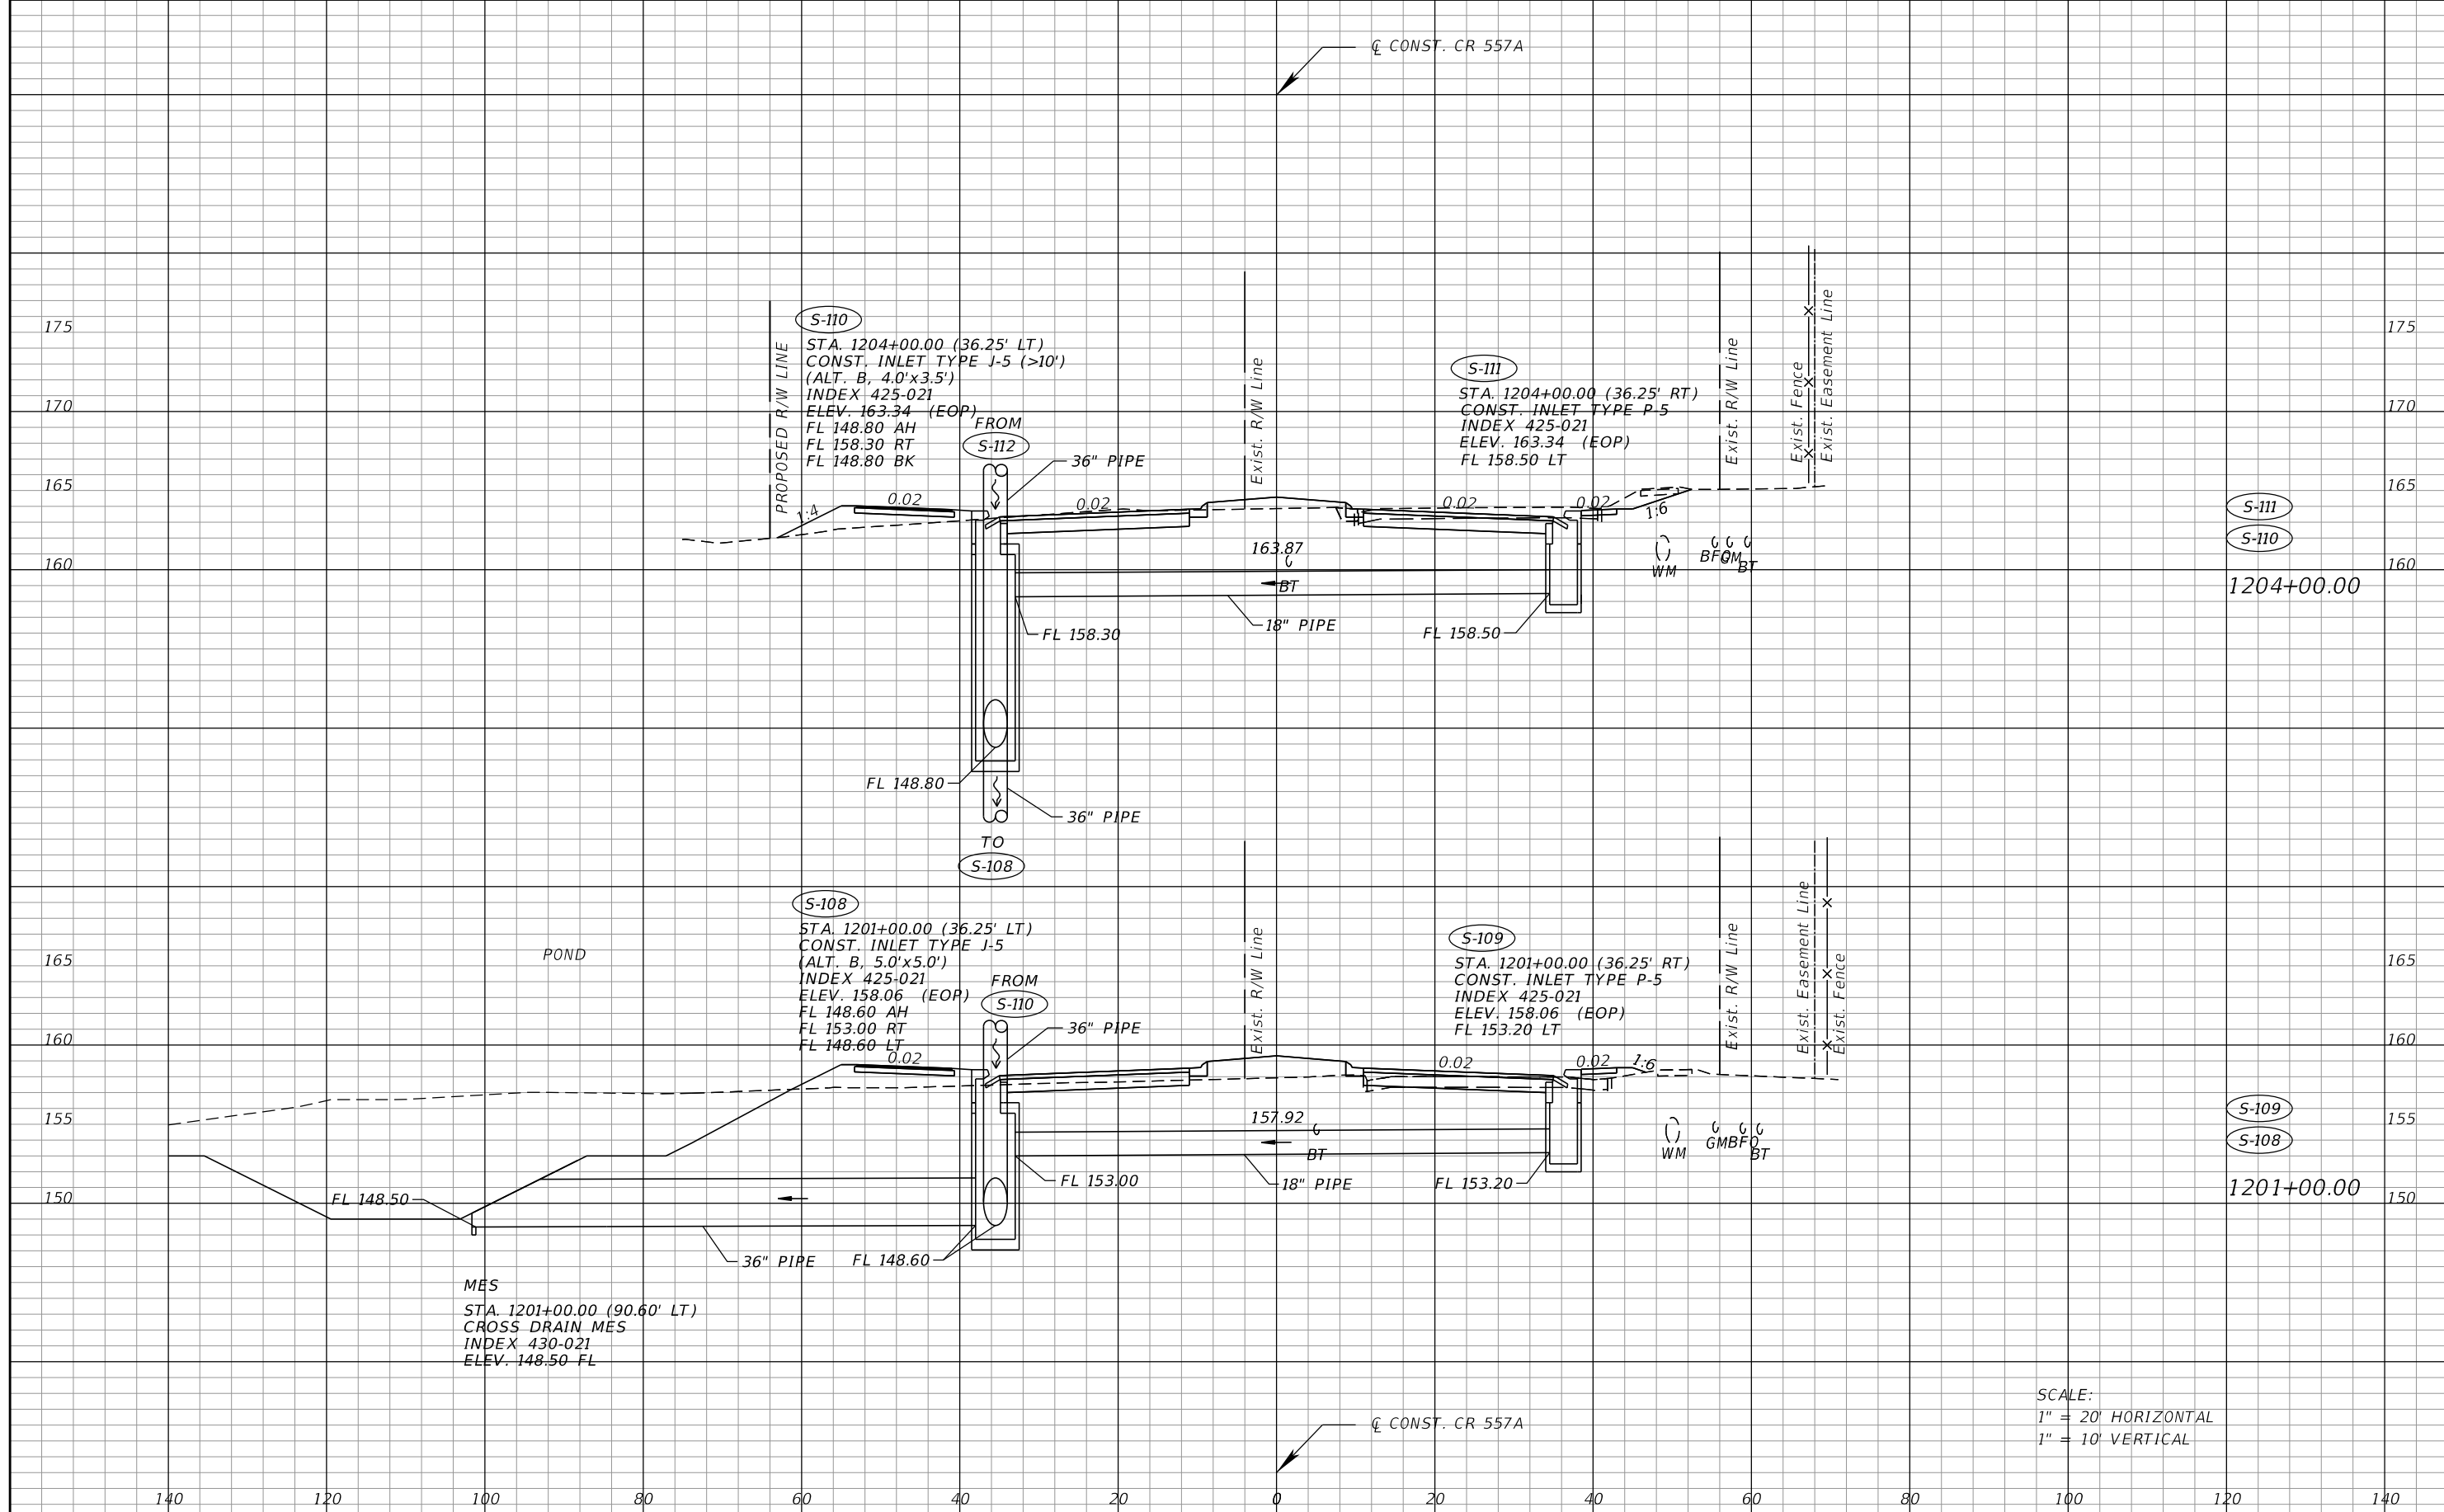 ℄ CONST. CR 557A
S-110
STA. 1204+00.00 (36.25' LT)
CONST. INLET TYPE J-5 (>10')
(ALT. B, 4.0'x3.5')
INDEX 425-021
ELEV. 163.34 (EOP)
FL 148.80 AH
FL 158.30 RT
FL 148.80 BK
PROPOSED R/W LINE
FROM
S-112
36" PIPE
Exist. R/W Line
S-111
STA. 1204+00.00 (36.25' RT)
CONST. INLET TYPE P-5
INDEX 425-021
ELEV. 163.34 (EOP)
FL 158.50 LT
Exist. R/W Line
Exist. Fence
Exist. Easement Line
175
175
170
170
165
165
160
160
1:4
0.02
0.02
0.02
0.02
1:6
163.87
BT
WM
BFO
GM
BT
S-111
S-110
1204+00.00
FL 158.30
18" PIPE
FL 158.50
FL 148.80
36" PIPE
TO
S-108
POND
S-108
STA. 1201+00.00 (36.25' LT)
CONST. INLET TYPE J-5
(ALT. B, 5.0'x5.0')
INDEX 425-021
ELEV. 158.06 (EOP)
FL 148.60 AH
FL 153.00 RT
FL 148.60 LT
FROM
S-110
36" PIPE
Exist. R/W Line
S-109
STA. 1201+00.00 (36.25' RT)
CONST. INLET TYPE P-5
INDEX 425-021
ELEV. 158.06 (EOP)
FL 153.20 LT
Exist. R/W Line
Exist. Easement Line
Exist. Fence
165
165
160
160
155
155
150
150
0.02
0.02
0.02
1:6
157.92
BT
WM
GM
BFO
BT
S-109
S-108
1201+00.00
FL 153.00
18" PIPE
FL 153.20
FL 148.50
36" PIPE
FL 148.60
MES
STA. 1201+00.00 (90.60' LT)
CROSS DRAIN MES
INDEX 430-021
ELEV. 148.50 FL
℄ CONST. CR 557A
SCALE:
1" = 20' HORIZONTAL
1" = 10' VERTICAL
140 120 100 80 60 40 20 0 20 40 60 80 100 120 140